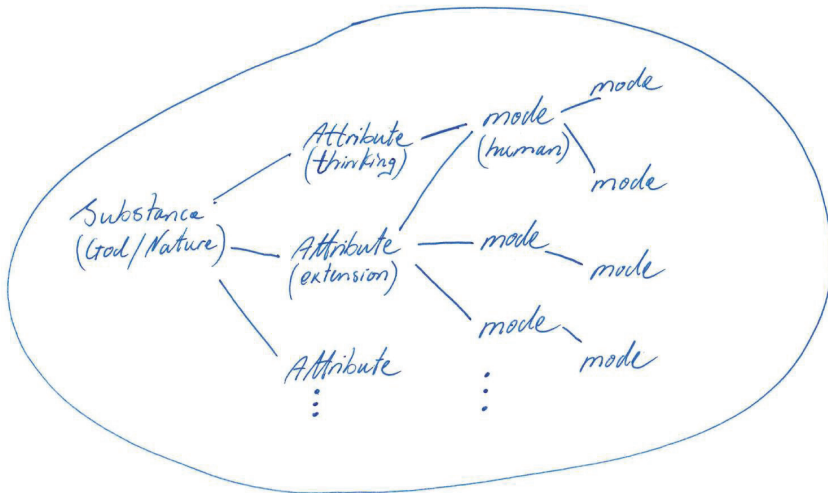 Substance
(God/Nature)
Attribute
(thinking)
Attribute
(extension)
Attribute
mode
(human)
mode
mode
mode
mode
mode
mode